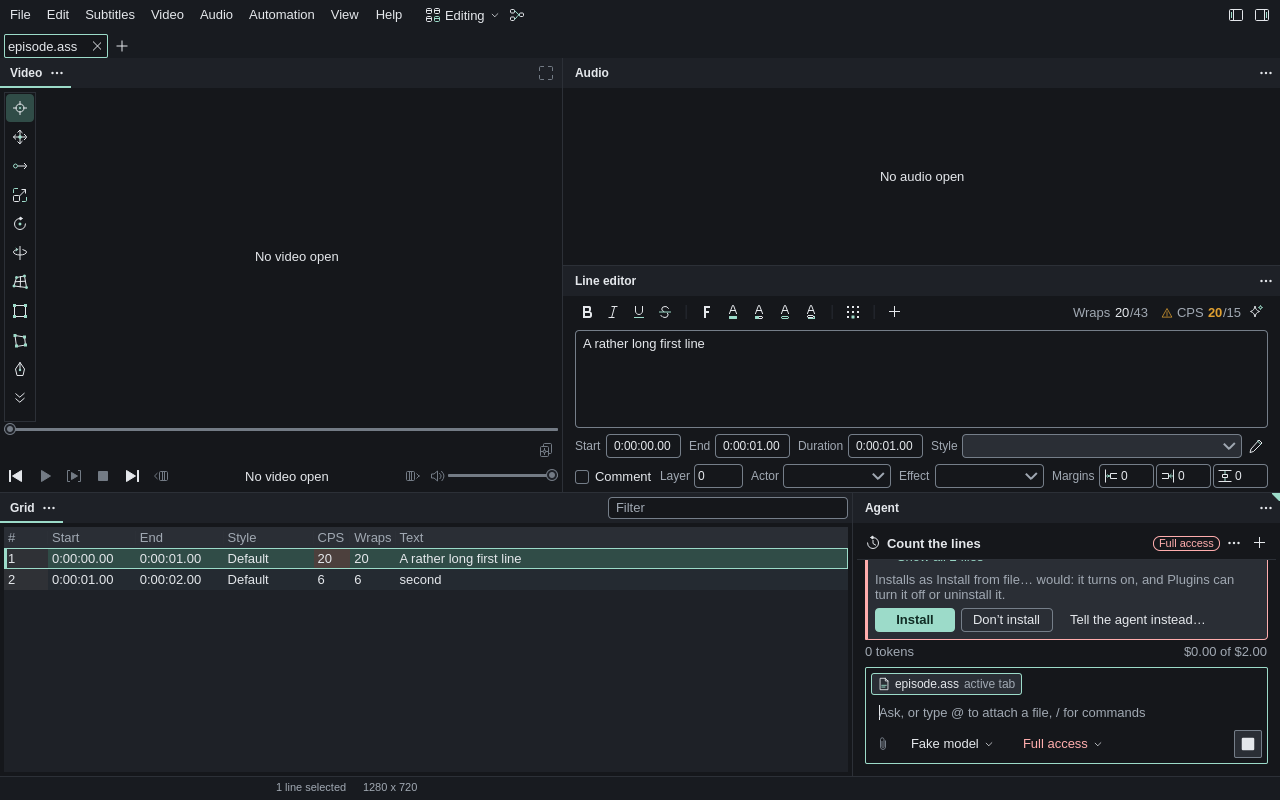 File Edit Subtitles Video Audio Automation View Help Editing
episode.ass
Video
Audio
No video open
No audio open
Line editor
B I U S F A A A A Wraps 20/43 CPS 20/15
A rather long first line
Start 0:00:00.00 End 0:00:01.00 Duration 0:00:01.00 Style
No video open
Comment Layer 0 Actor Effect Margins 0 0 0
Grid
Filter
# Start End Style CPS Wraps Text
1 0:00:00.00 0:00:01.00 Default 20 20 A rather long first line
2 0:00:01.00 0:00:02.00 Default 6 6 second
Agent
Count the lines Full access
Installs as Install from file… would: it turns on, and Plugins can
turn it off or uninstall it.
Install Don't install Tell the agent instead…
0 tokens $0.00 of $2.00
episode.ass active tab
Ask, or type @ to attach a file, / for commands
Fake model Full access
1 line selected 1280 x 720